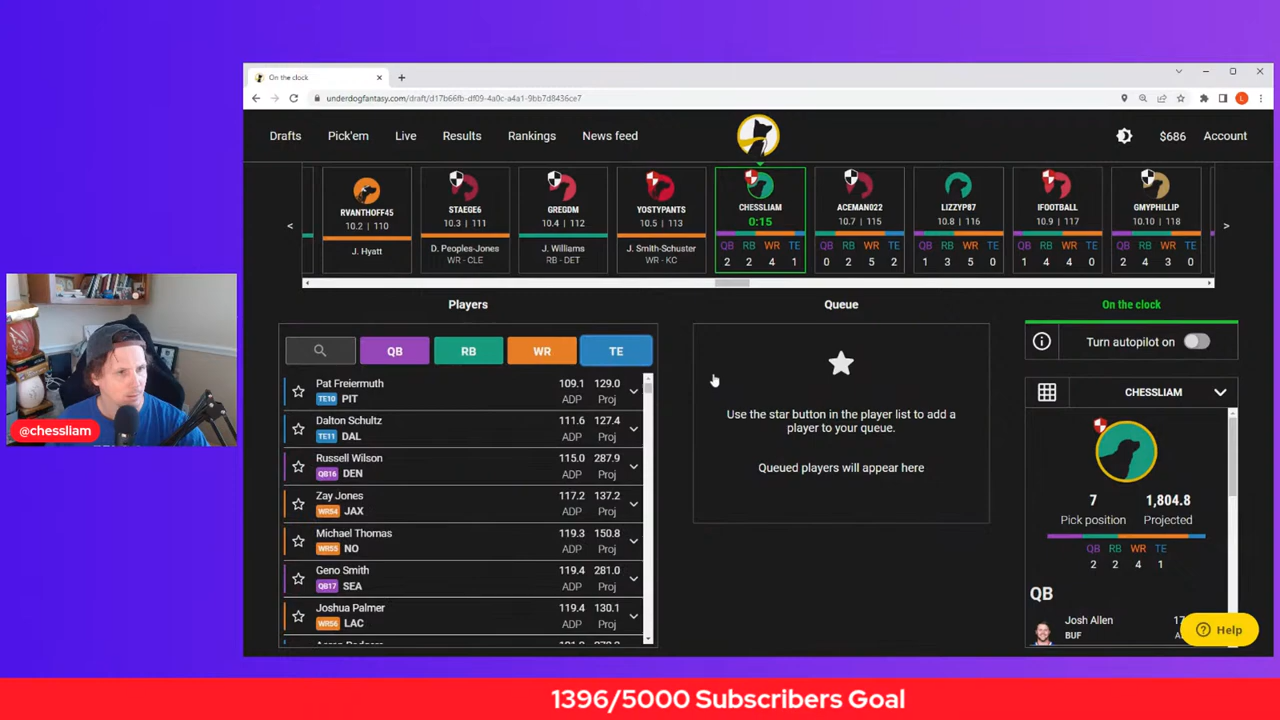 On the clock
underdogfantasy.com/draft/d17b66fb-df09-4a0c-a4a1-9bb7d8436ce7
Drafts Pick'em Live Results Rankings News feed $686 Account
RVANTHOFF45
10.2 | 110
J. Hyatt
STAEGE6
10.3 | 111
D. Peoples-Jones
WR - CLE
GREGDM
10.4 | 112
J. Williams
RB - DET
YOSTYPANTS
10.5 | 113
J. Smith-Schuster
WR - KC
CHESSLIAM
0:15
QB RB WR TE
2 2 4 1
ACEMAN022
10.7 | 115
QB RB WR TE
0 2 5 2
LIZZYP87
10.8 | 116
QB RB WR TE
1 3 5 0
IFOOTBALL
10.9 | 117
QB RB WR TE
1 4 4 0
GMYPHILLIP
10.10 | 118
QB RB WR TE
2 4 3 0
Players
QB RB WR TE
Pat Freiermuth 109.1 129.0
TE10 PIT ADP Proj
Dalton Schultz 111.6 127.4
TE11 DAL ADP Proj
Russell Wilson 115.0 287.9
QB16 DEN ADP Proj
Zay Jones 117.2 137.2
WR54 JAX ADP Proj
Michael Thomas 119.3 150.8
WR55 NO ADP Proj
Geno Smith 119.4 281.0
QB17 SEA ADP Proj
Joshua Palmer 119.4 130.1
WR56 LAC ADP Proj
Queue
Use the star button in the player list to add a
player to your queue.
Queued players will appear here
On the clock
Turn autopilot on
CHESSLIAM
7 1,804.8
Pick position Projected
QB RB WR TE
2 2 4 1
QB
Josh Allen
BUF
Help
@chessliam
1396/5000 Subscribers Goal